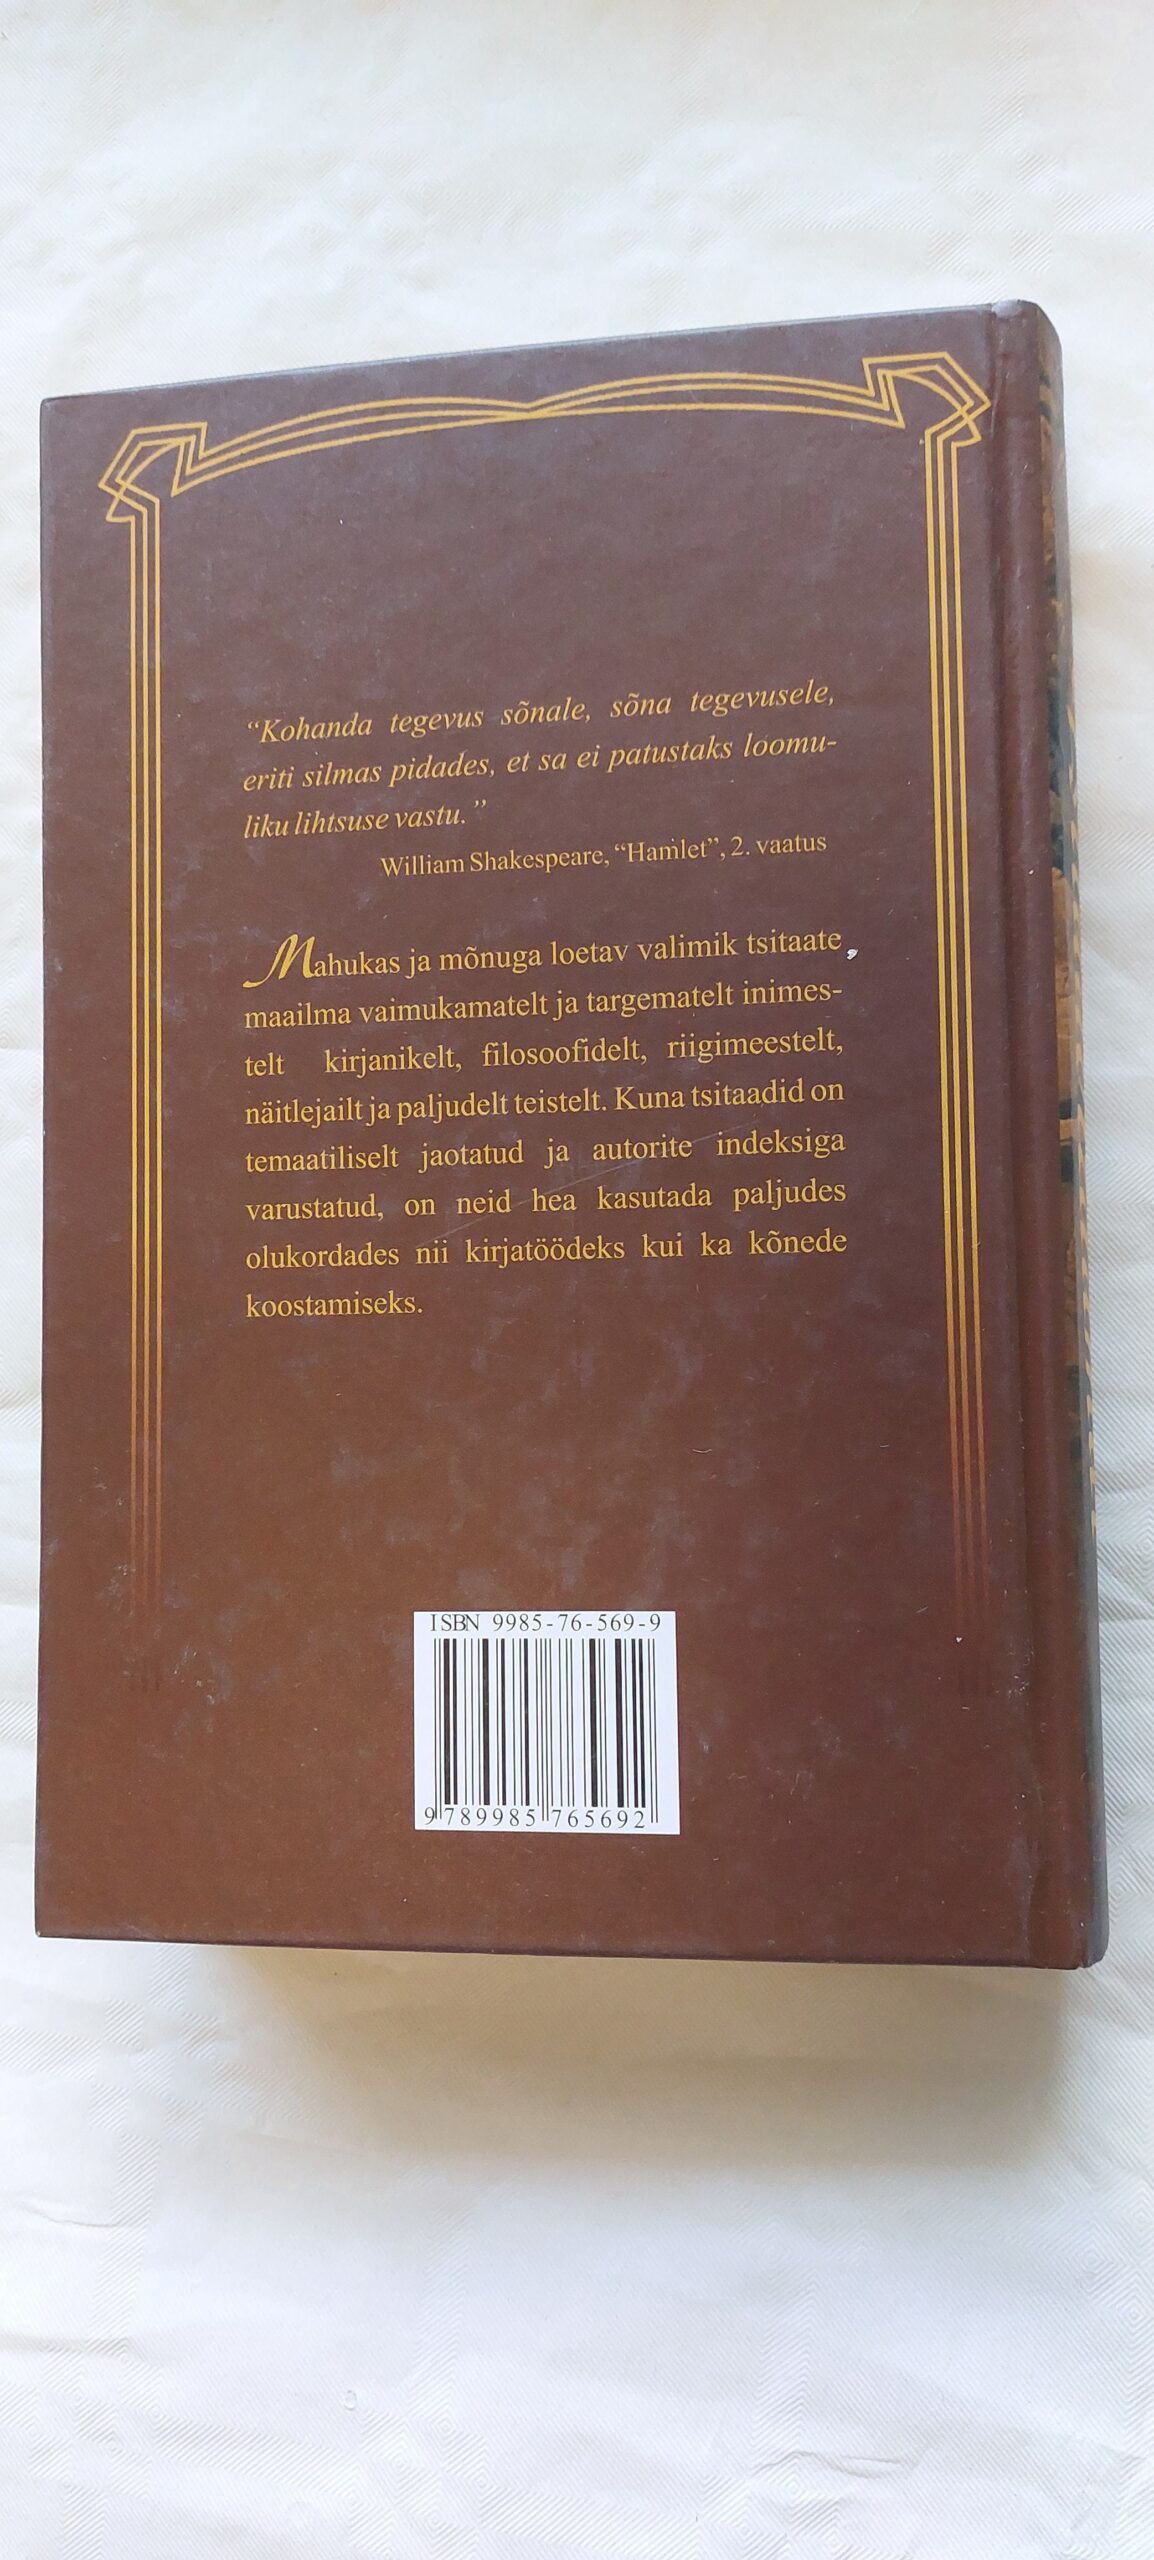 “Kohanda tegevus sõnale, sõna tegevusele,
eriti silmas pidades, et sa ei patustaks loomu-
liku lihtsuse vastu.”
William Shakespeare, “Hamlet”, 2. vaatus
Mahukas ja mõnuga loetav valimik tsitaate
maailma vaimukamatelt ja targematelt inimes-
telt kirjanikelt, filosoofidelt, riigimeestelt,
näitlejailt ja paljudelt teistelt. Kuna tsitaadid on
temaatiliselt jaotatud ja autorite indeksiga
varustatud, on neid hea kasutada paljudes
olukordades nii kirjatöödeks kui ka kõnede
koostamiseks.
ISBN 9985-76-569-9
9 789985 765692